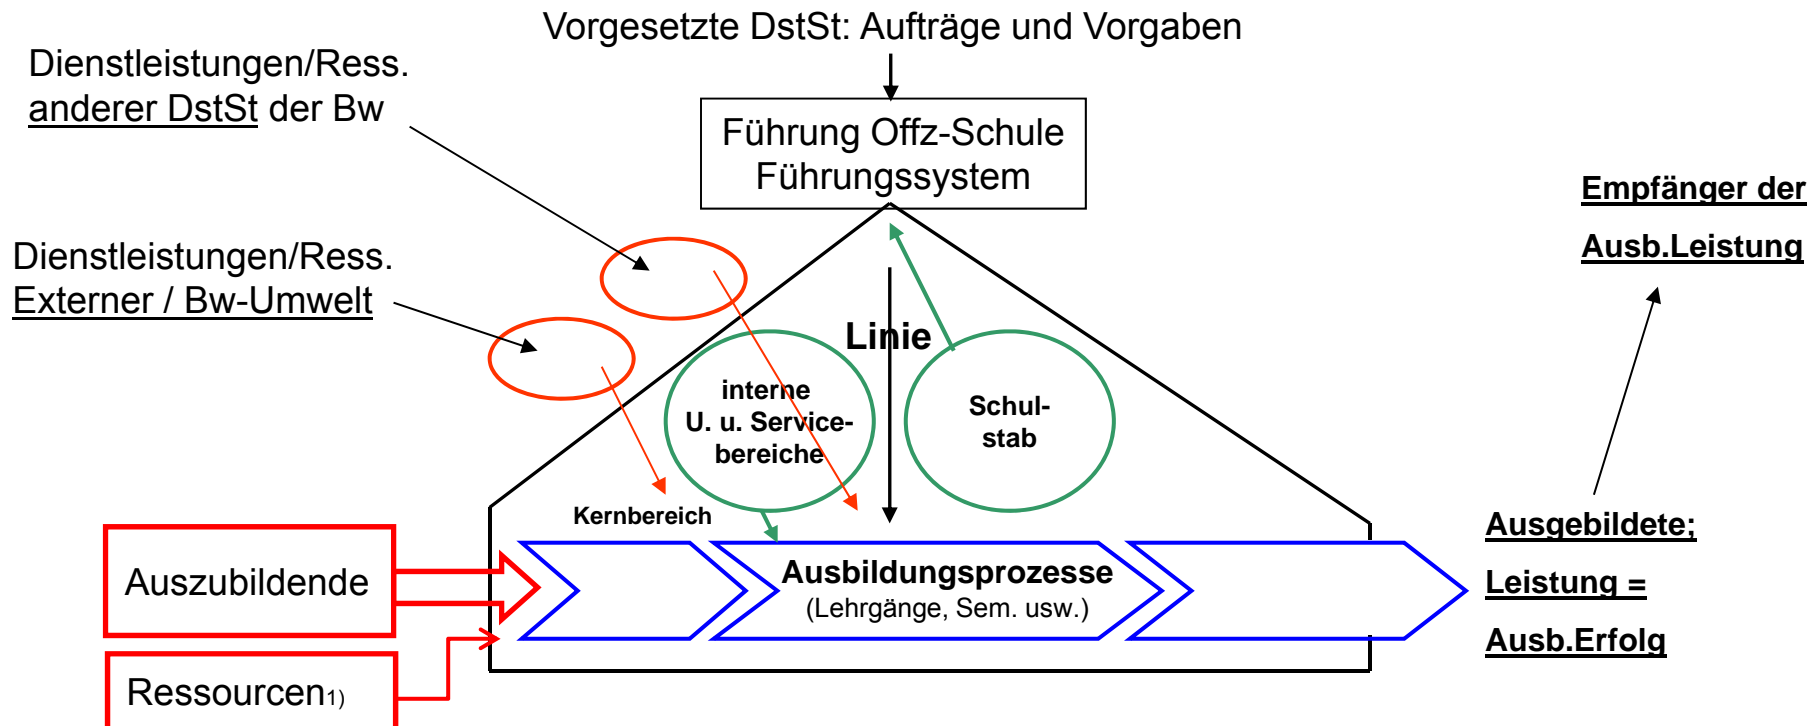 Vorgesetzte DstSt: Aufträge und Vorgaben
Dienstleistungen/Ress.
anderer DstSt der Bw
Führung Offz-Schule
Führungssystem
Empfänger der
Ausb.Leistung
Dienstleistungen/Ress.
Externer / Bw-Umwelt
Linie
interne
U. u. Service-
bereiche
Schul-
stab
Kernbereich
Auszubildende
Ausbildungsprozesse
(Lehrgänge, Sem. usw.)
Ausgebildete;
Leistung =
Ausb.Erfolg
Ressourcen1)